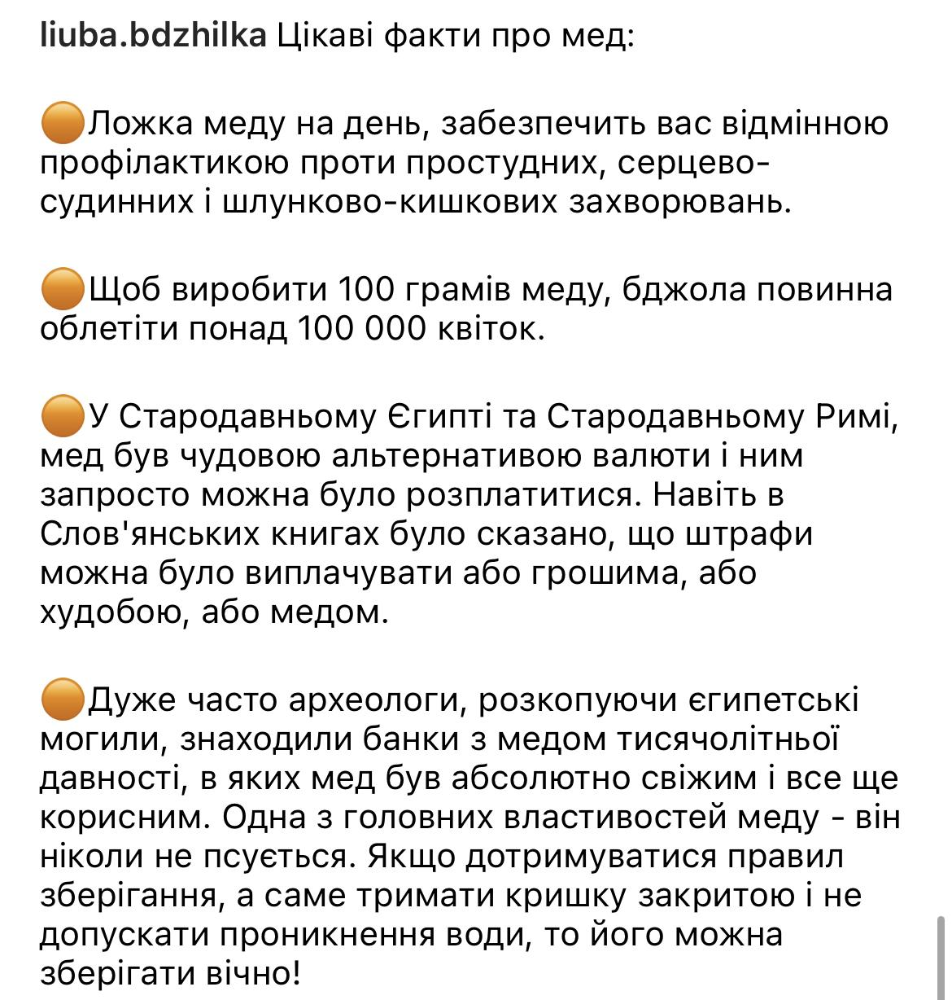 liuba.bdzhilka Цікаві факти про мед:
🟠Ложка меду на день, забезпечить вас відмінною
профілактикою проти простудних, серцево-
судинних і шлунково-кишкових захворювань.
🟠Щоб виробити 100 грамів меду, бджола повинна
облетіти понад 100 000 квіток.
🟠У Стародавньому Єгипті та Стародавньому Римі,
мед був чудовою альтернативою валюти і ним
запросто можна було розплатитися. Навіть в
Слов'янських книгах було сказано, що штрафи
можна було виплачувати або грошима, або
худобою, або медом.
🟠Дуже часто археологи, розкопуючи єгипетські
могили, знаходили банки з медом тисячолітньої
давності, в яких мед був абсолютно свіжим і все ще
корисним. Одна з головних властивостей меду - він
ніколи не псується. Якщо дотримуватися правил
зберігання, а саме тримати кришку закритою і не
допускати проникнення води, то його можна
зберігати вічно!